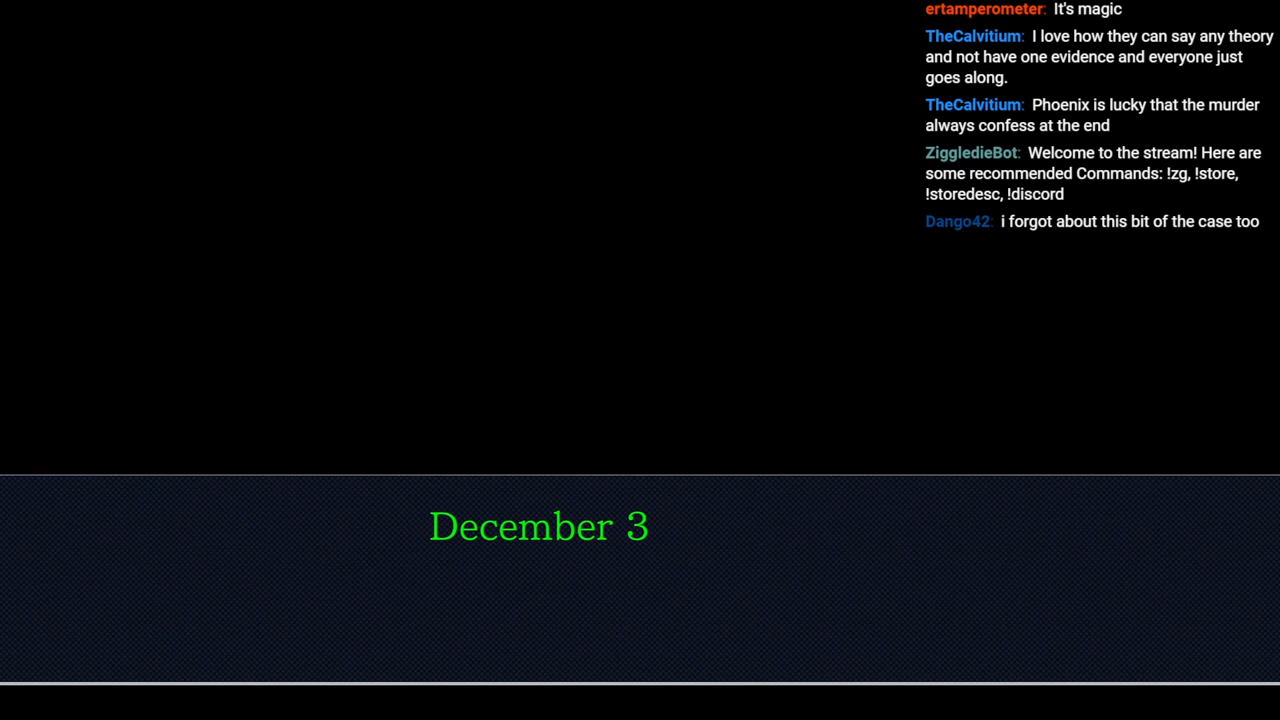 ertamperometer: It's magic
TheCalvitium: I love how they can say any theory
and not have one evidence and everyone just
goes along.
TheCalvitium: Phoenix is lucky that the murder
always confess at the end
ZiggledieBot: Welcome to the stream! Here are
some recommended Commands: !zg, !store,
!storedesc, !discord
Dango42: i forgot about this bit of the case too
December 3